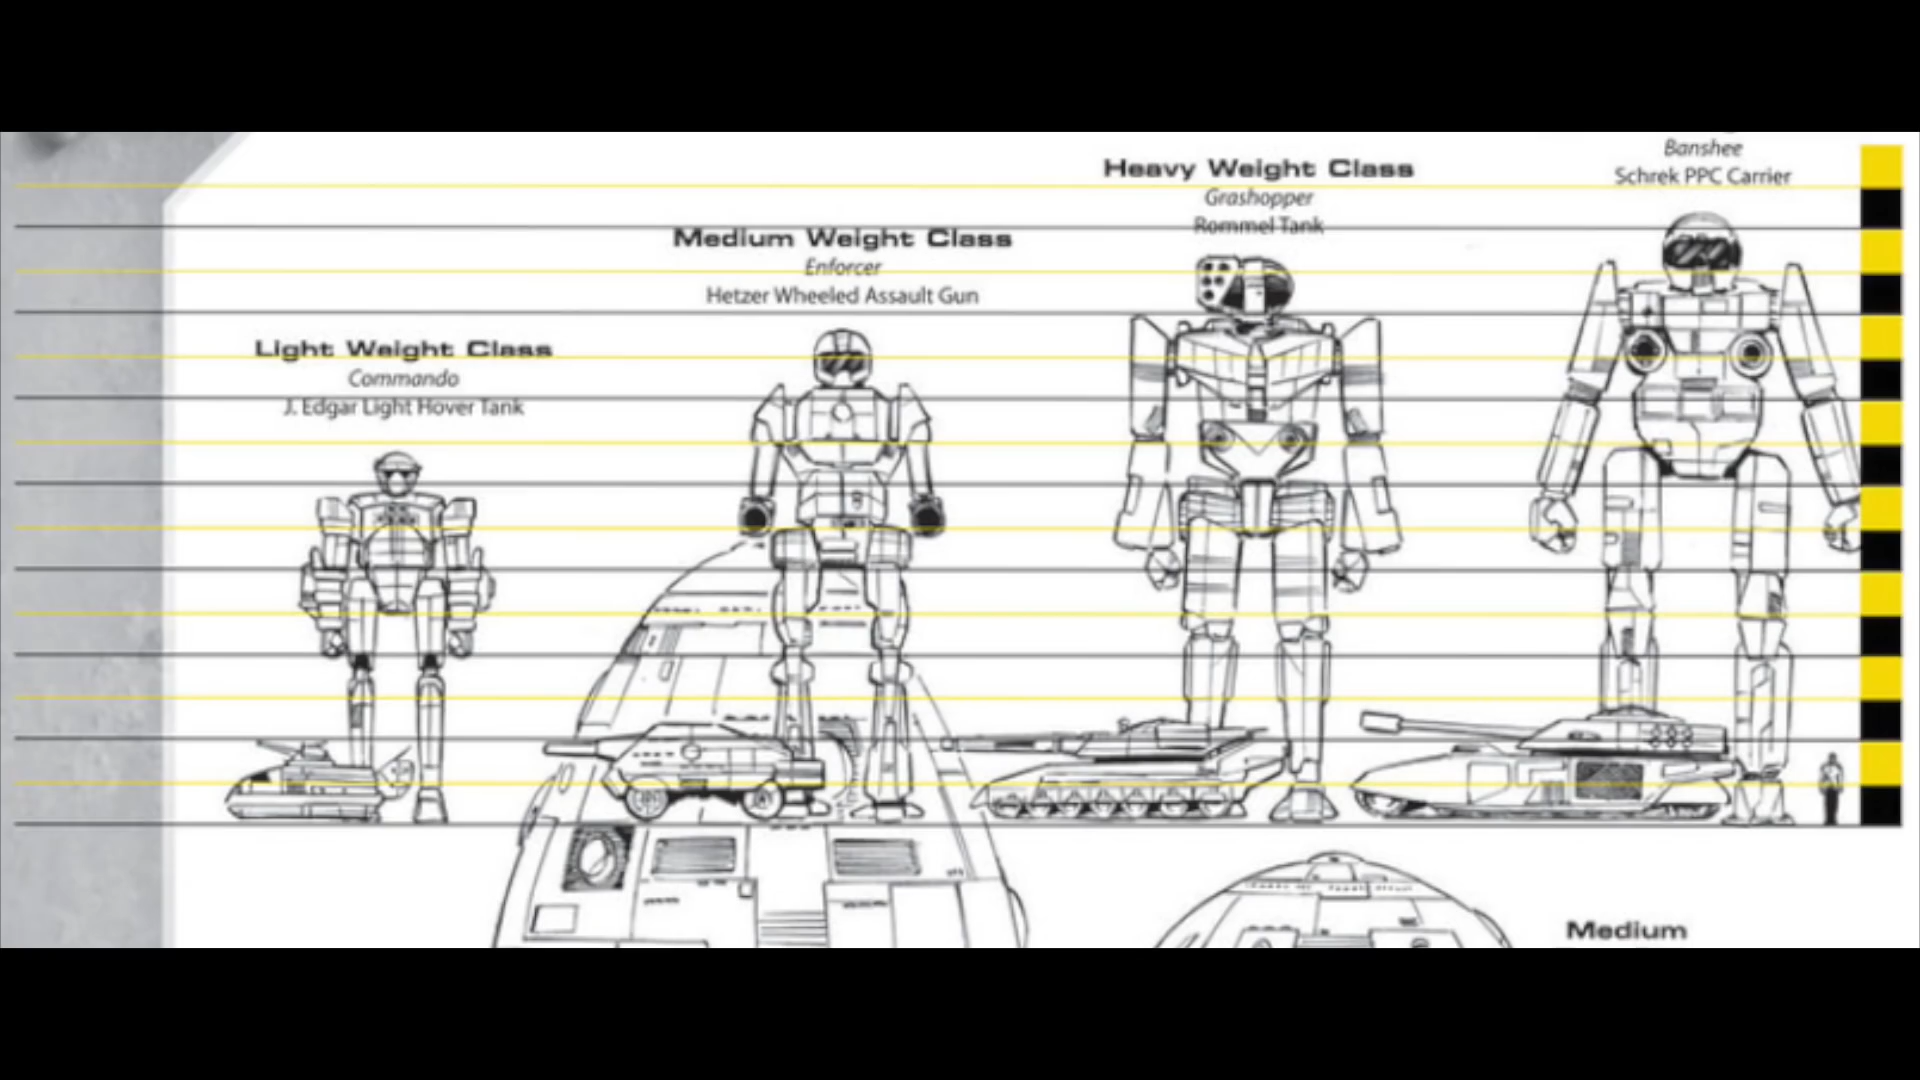 Banshee
Schrek PPC Carrier
Heavy Weight Class
Grashopper
Rommel Tank
Medium Weight Class
Enforcer
Hetzer Wheeled Assault Gun
Light Weight Class
Commando
J. Edgar Light Hover Tank
Medium